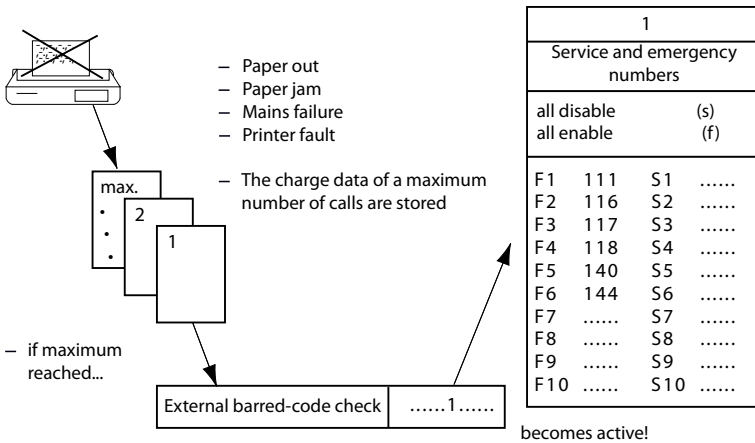 – Paper out
– Paper jam
– Mains failure
– Printer fault
– The charge data of a maximum
number of calls are stored
max.
2
1
– if maximum
reached...
External barred-code check ......1......
1
Service and emergency
numbers
all disable (s)
all enable (f)
F1 111 S1 ......
F2 116 S2 ......
F3 117 S3 ......
F4 118 S4 ......
F5 140 S5 ......
F6 144 S6 ......
F7 ...... S7 ......
F8 ...... S8 ......
F9 ...... S9 ......
F10 ...... S10 ......
becomes active!